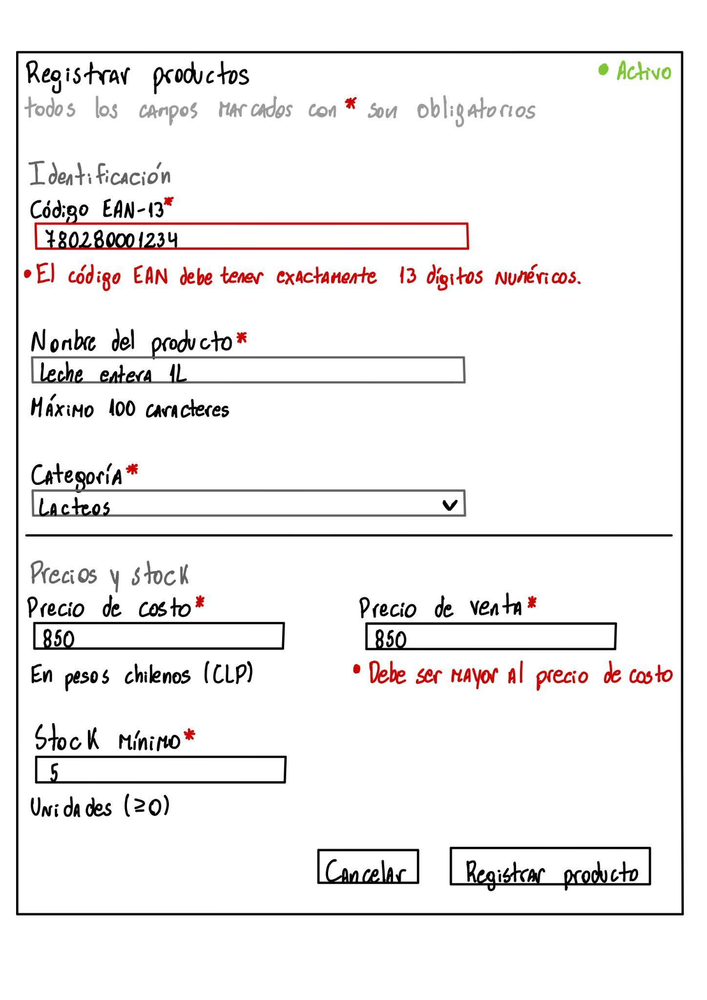 Registrar productos
• Activo
todos los campos marcados con * son obligatorios
Identificación
Código EAN-13*
780280001234
• El código EAN debe tener exactamente 13 dígitos numéricos.
Nombre del producto*
Leche entera 1L
Máximo 100 caracteres
Categoría*
Lacteos
Precios y stock
Precio de costo*
Precio de venta*
850
850
En pesos chilenos (CLP)
• Debe ser mayor al precio de costo
Stock mínimo*
5
Unidades (≥0)
Cancelar
Registrar producto